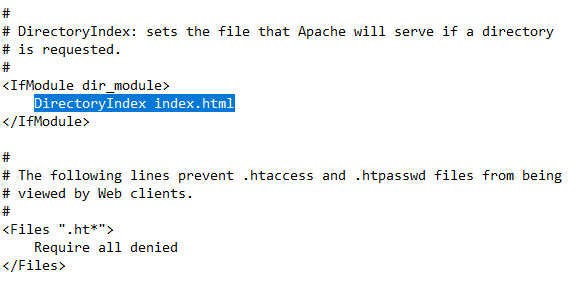 #
# DirectoryIndex: sets the file that Apache will serve if a directory
# is requested.
#
<IfModule dir_module>
    DirectoryIndex index.html
</IfModule>

#
# The following lines prevent .htaccess and .htpasswd files from being
# viewed by Web clients.
#
<Files ".ht*">
    Require all denied
</Files>